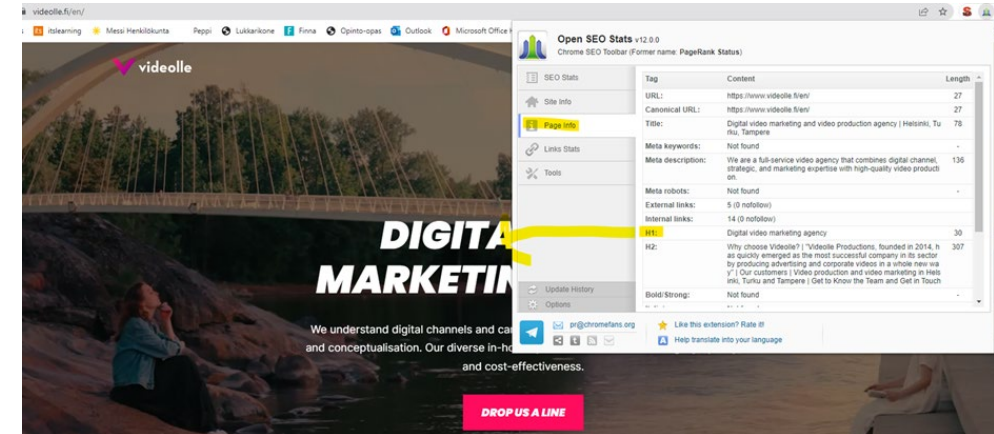 videolle.fi/en/
itslearning Messi Henkilökunta Peppi Lukkarikone Finna Opinto-opas Outlook Microsoft Office
videolle
DIGITA
MARKETIN
We understand digital channels and ca
and conceptualisation. Our diverse in-ho
and cost-effectiveness.
DROP US A LINE
Open SEO Stats v12.0.0
Chrome SEO Toolbar (Former name: PageRank Status)
SEO Stats
Site Info
Page Info
Links Stats
Tools
Update History
Options
Tag Content Length
URL: https://www.videolle.fi/en/ 27
Canonical URL: https://www.videolle.fi/en/ 27
Title: Digital video marketing and video production agency | Helsinki, Tu 78
rku, Tampere
Meta keywords: Not found -
Meta description: We are a full-service video agency that combines digital channel, 136
strategic, and marketing expertise with high-quality video producti
on.
Meta robots: Not found -
External links: 5 (0 nofollow)
Internal links: 14 (0 nofollow)
H1: Digital video marketing agency 30
H2: Why choose Videolle? | "Videolle Productions, founded in 2014, h 307
as quickly emerged as the most successful company in its sector
by producing advertising and corporate videos in a whole new wa
y" | Our customers | Video production and video marketing in Hels
inki, Turku and Tampere | Get to Know the Team and Get in Touch
Bold/Strong: Not found -
pr@chromefans.org
Like this extension? Rate it!
Help translate into your language